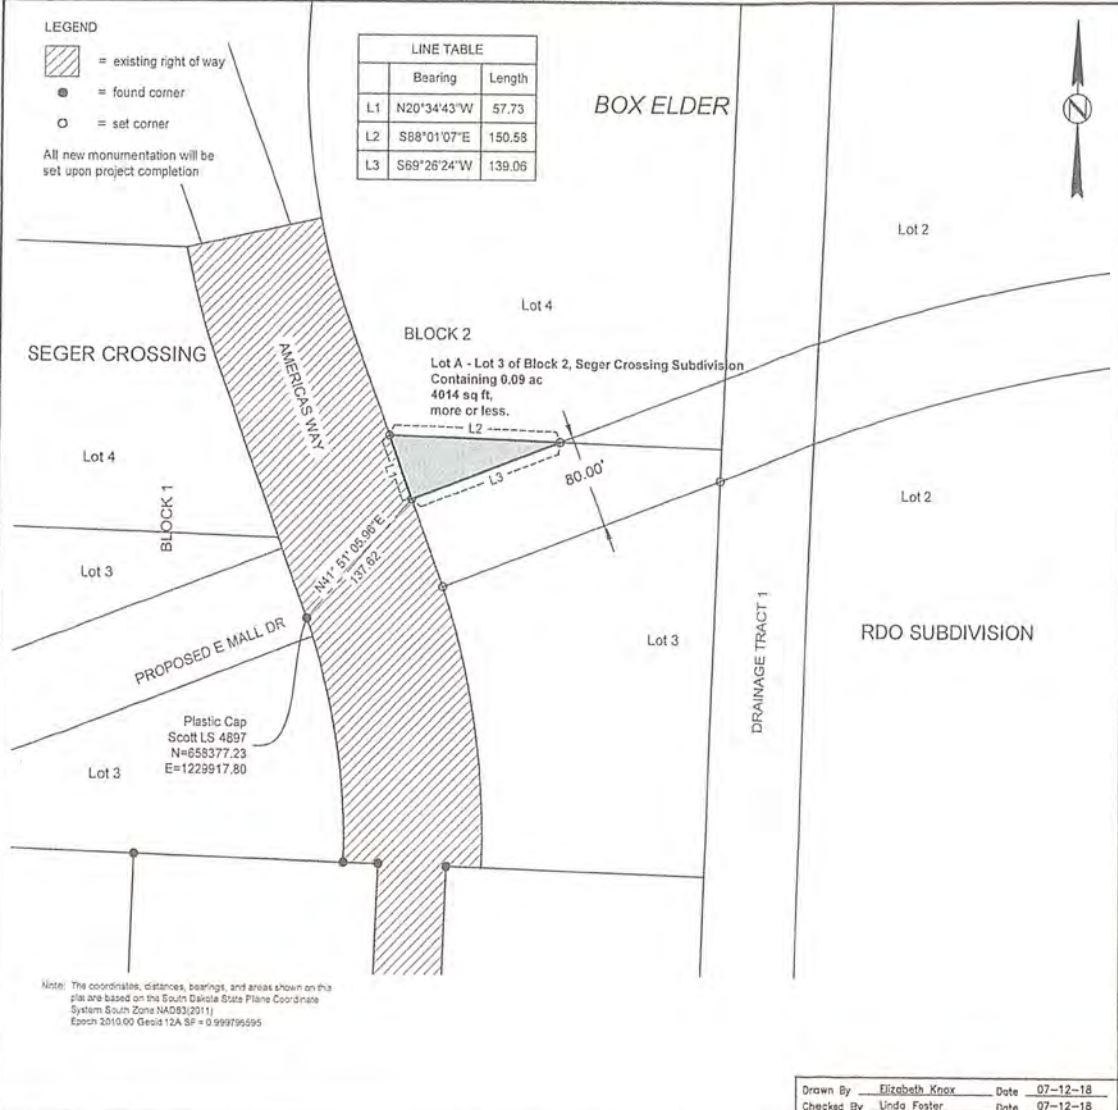 LEGEND
= existing right of way
= found corner
= set corner
All new monumentation will be
set upon project completion
LINE TABLE
Bearing Length
L1 N20°34'43"W 57.73
L2 S88°01'07"E 150.58
L3 S69°26'24"W 139.06
BOX ELDER
N
Lot 2
Lot 4
BLOCK 2
SEGER CROSSING
AMERICAS WAY
Lot A - Lot 3 of Block 2, Seger Crossing Subdivision
Containing 0.09 ac
4014 sq ft,
more or less.
L2
L1
L3
80.00'
Lot 4
BLOCK 1
Lot 2
Lot 3
N41° 51' 05.96"E
137.62
PROPOSED E MALL DR
Lot 3
DRAINAGE TRACT 1
RDO SUBDIVISION
Plastic Cap
Scott LS 4897
N=658377.23
E=1229917.80
Lot 3
Note: The coordinates, distances, bearings, and areas shown on this
plat are based on the South Dakota State Plane Coordinate
System South Zone NAD83(2011)
Epoch 2010.00 Geoid 12A SF = 0.999795595
Drawn By Elizabeth Knox Date 07-12-18
Checked By Linda Foster Date 07-12-18